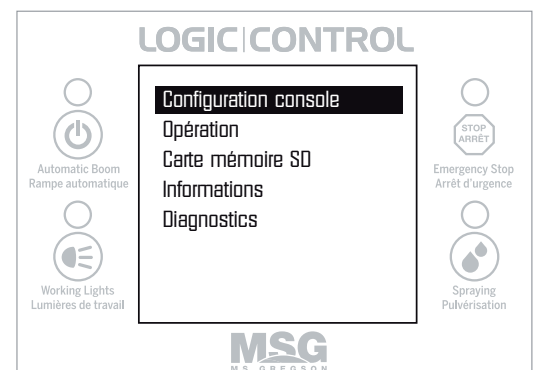 LOGIC|CONTROL
Configuration console
Opération
Carte mémoire SD
Informations
Diagnostics
Automatic Boom
Rampe automatique
Working Lights
Lumières de travail
STOP
ARRÊT
Emergency Stop
Arrêt d'urgence
Spraying
Pulvérisation
MSG
MS GREGSON